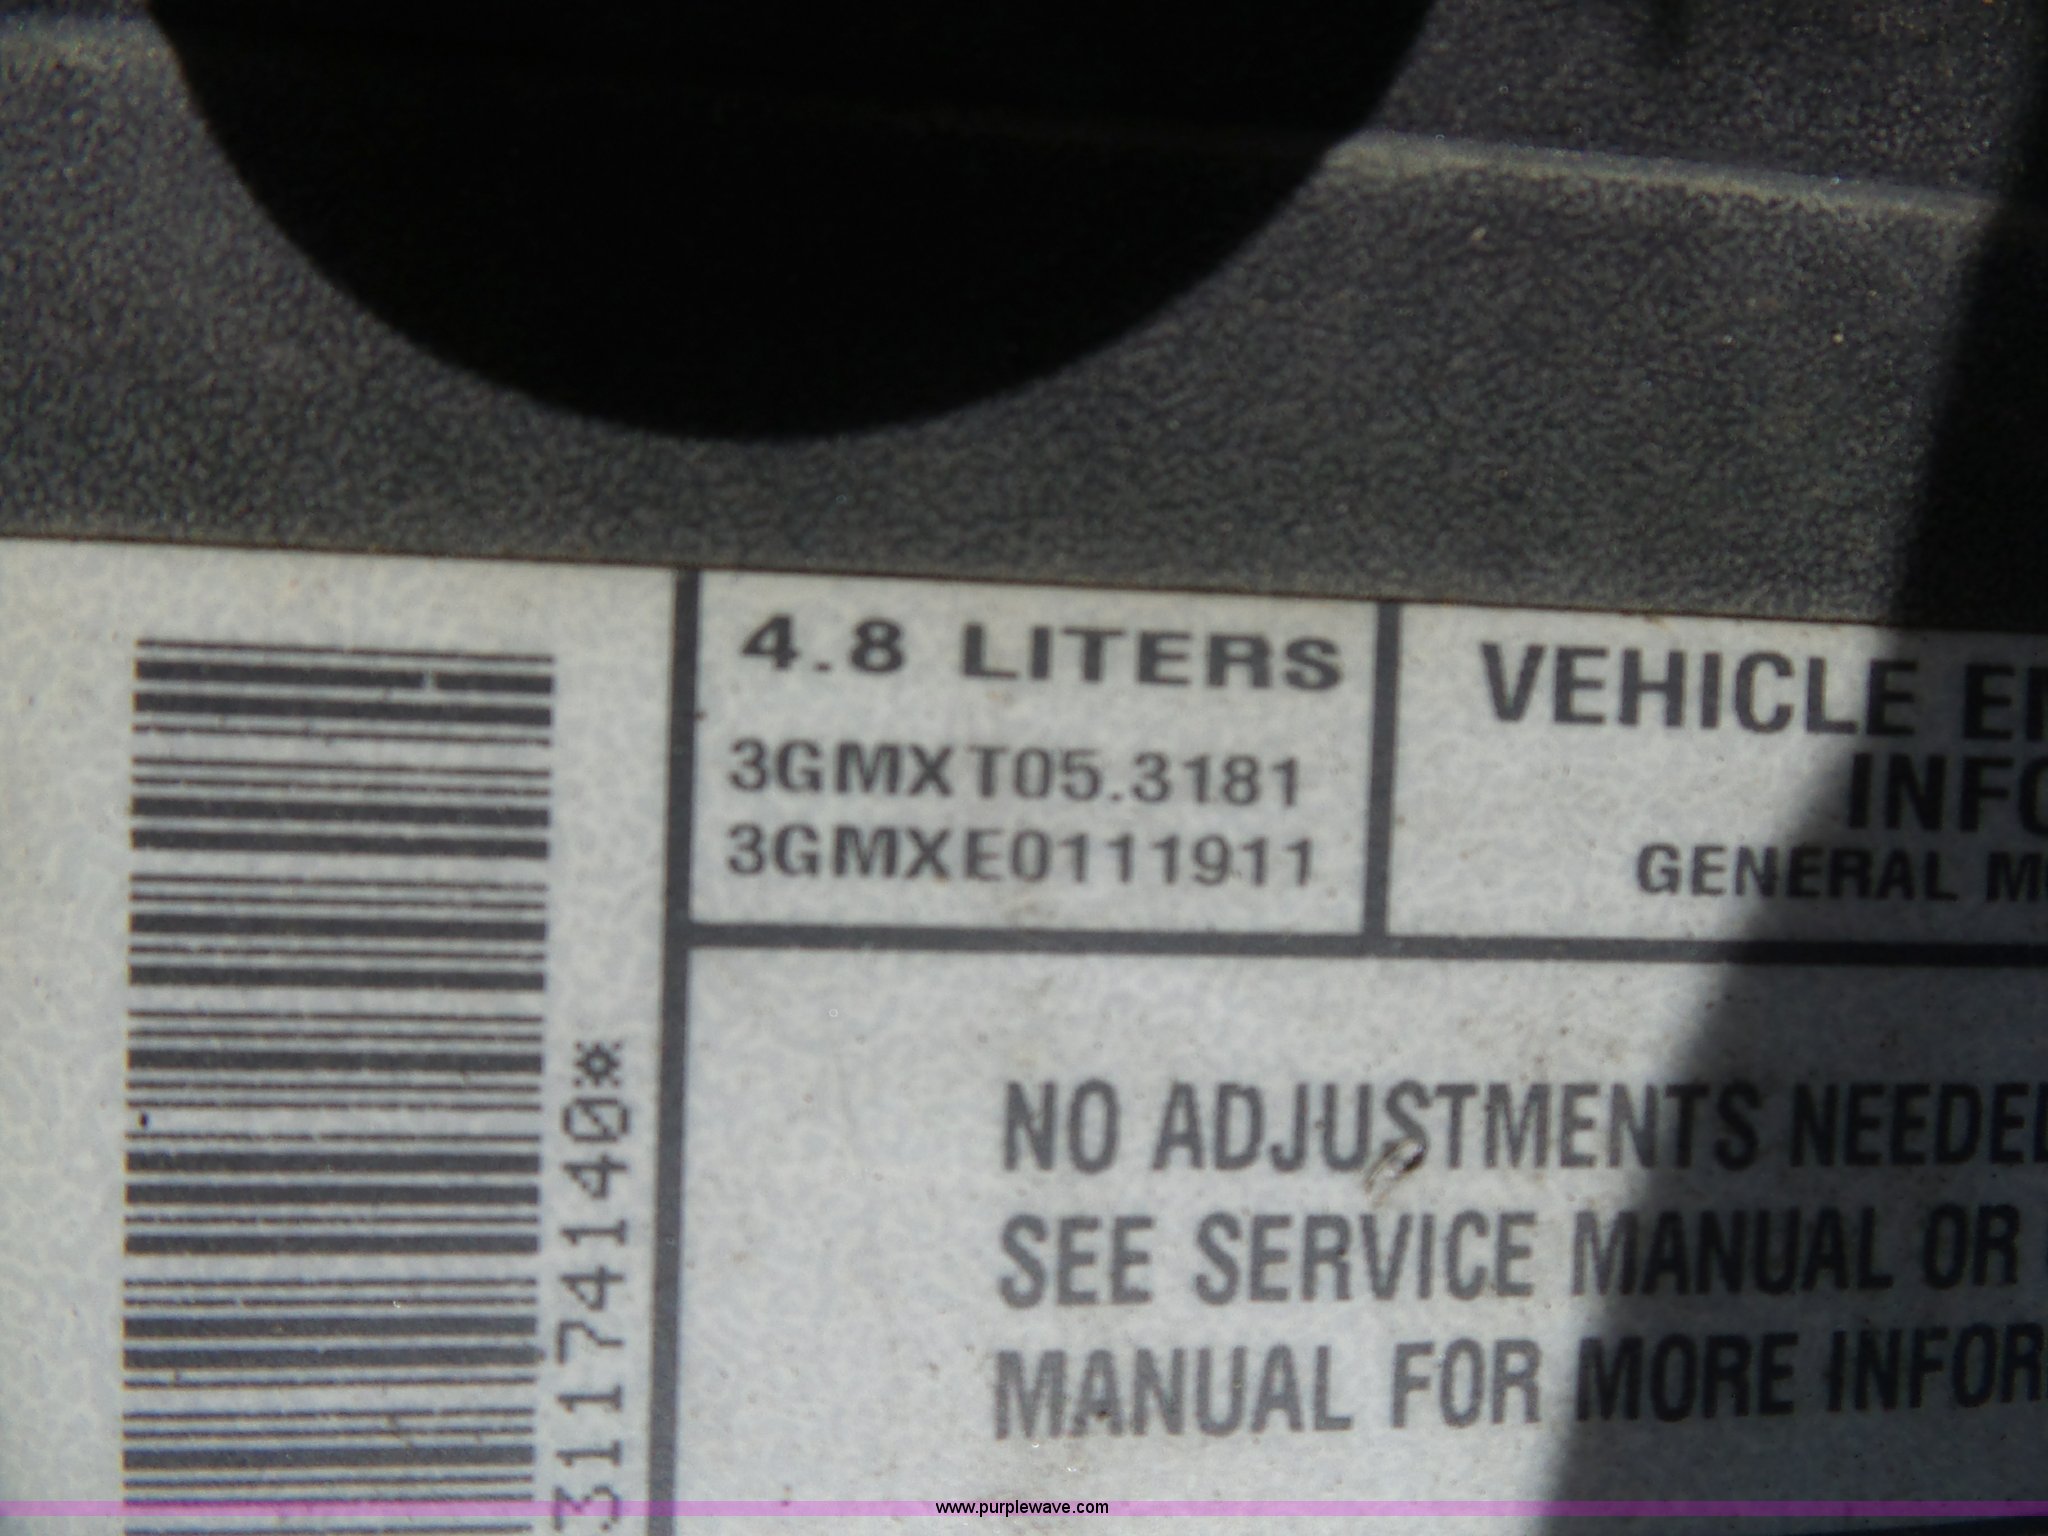 4.8 LITERS
3GMXT05.3181
3GMXE0111911
VEHICLE
GENERAL
NO ADJUSTMENTS
SEE SERVICE MANUAL OR
MANUAL FOR MORE
31174140*
www.purplewave.com